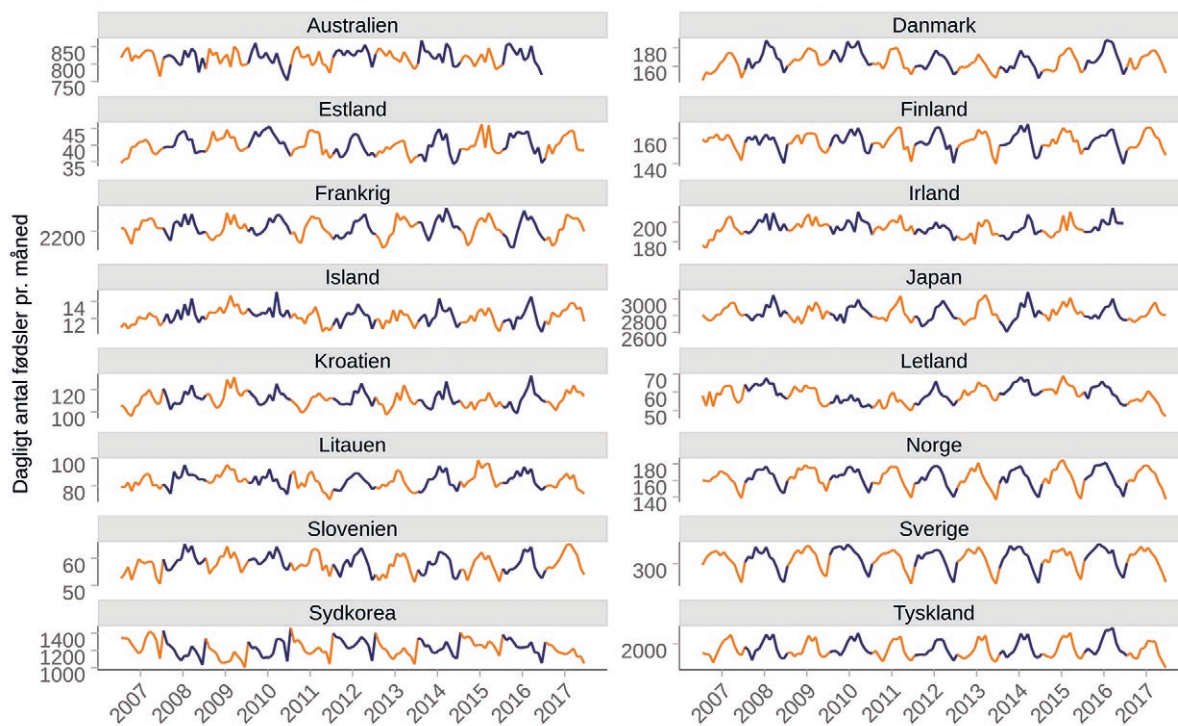 Dagligt antal fødsler pr. måned
Australien
850
800
750
Estland
45
40
35
Frankrig
2200
Island
14
12
Kroatien
120
100
Litauen
100
80
Slovenien
60
50
Sydkorea
1400
1200
1000
2007 2008 2009 2010 2011 2012 2013 2014 2015 2016 2017
Danmark
180
160
Finland
160
140
Irland
200
180
Japan
3000
2800
2600
Letland
70
60
50
Norge
180
160
140
Sverige
300
Tyskland
2000
2007 2008 2009 2010 2011 2012 2013 2014 2015 2016 2017